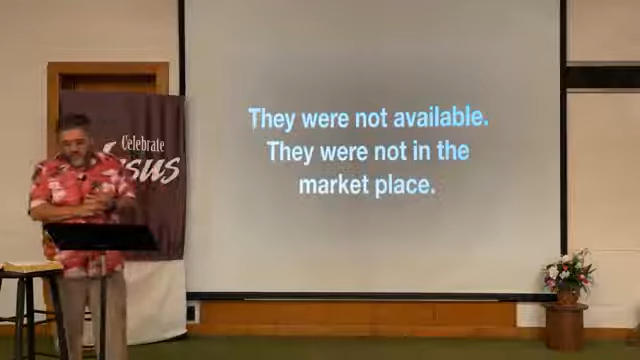 They were not available.
They were not in the
market place.
Celebrate